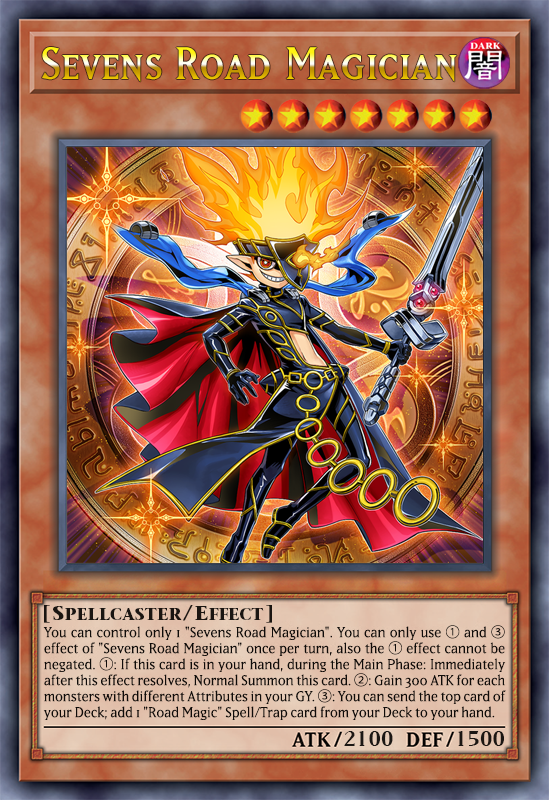 Sevens Road Magician
DARK
闇
[Spellcaster/Effect]
You can control only 1 "Sevens Road Magician". You can only use ① and ③
effect of "Sevens Road Magician" once per turn, also the ① effect cannot be
negated. ①: If this card is in your hand, during the Main Phase: Immediately
after this effect resolves, Normal Summon this card. ②: Gain 300 ATK for each
monsters with different Attributes in your GY. ③: You can send the top card of
your Deck; add 1 "Road Magic" Spell/Trap card from your Deck to your hand.
ATK/2100 DEF/1500